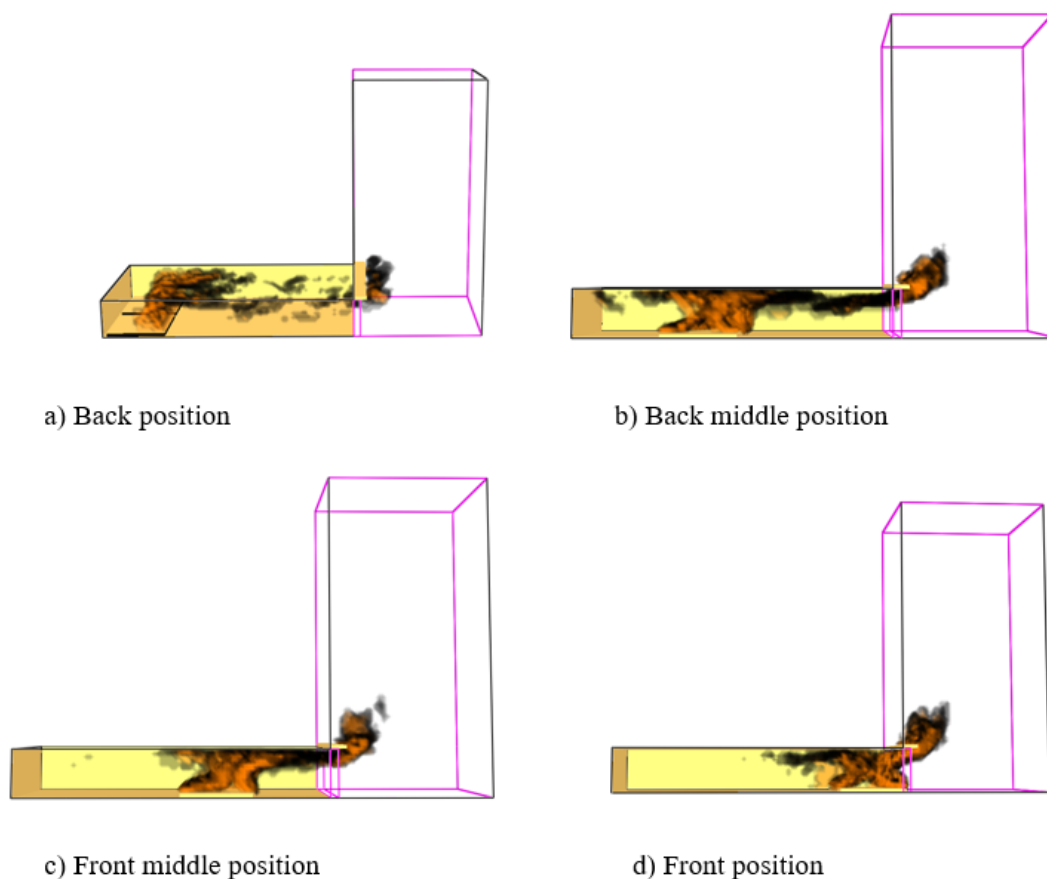 a) Back position
b) Back middle position
c) Front middle position
d) Front position